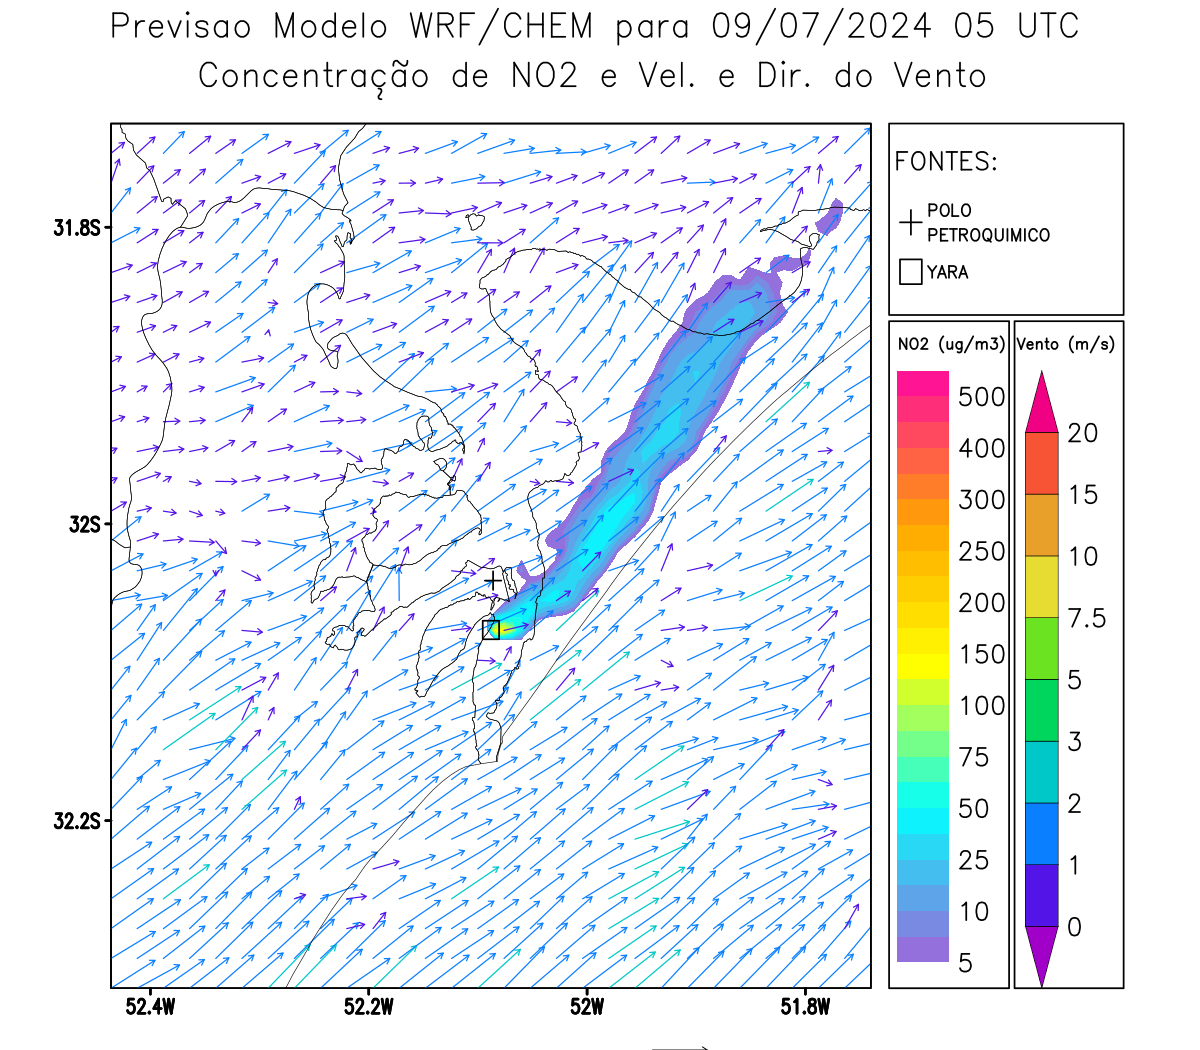 Previsao Modelo WRF/CHEM para 09/07/2024 05 UTC
Concentração de NO2 e Vel. e Dir. do Vento
FONTES:
POLO
PETROQUIMICO
YARA
31.8S
32S
32.2S
52.4W
52.2W
52W
51.8W
NO2 (ug/m3)
500
400
300
250
200
150
100
75
50
25
10
5
Vento (m/s)
20
15
10
7.5
5
3
2
1
0